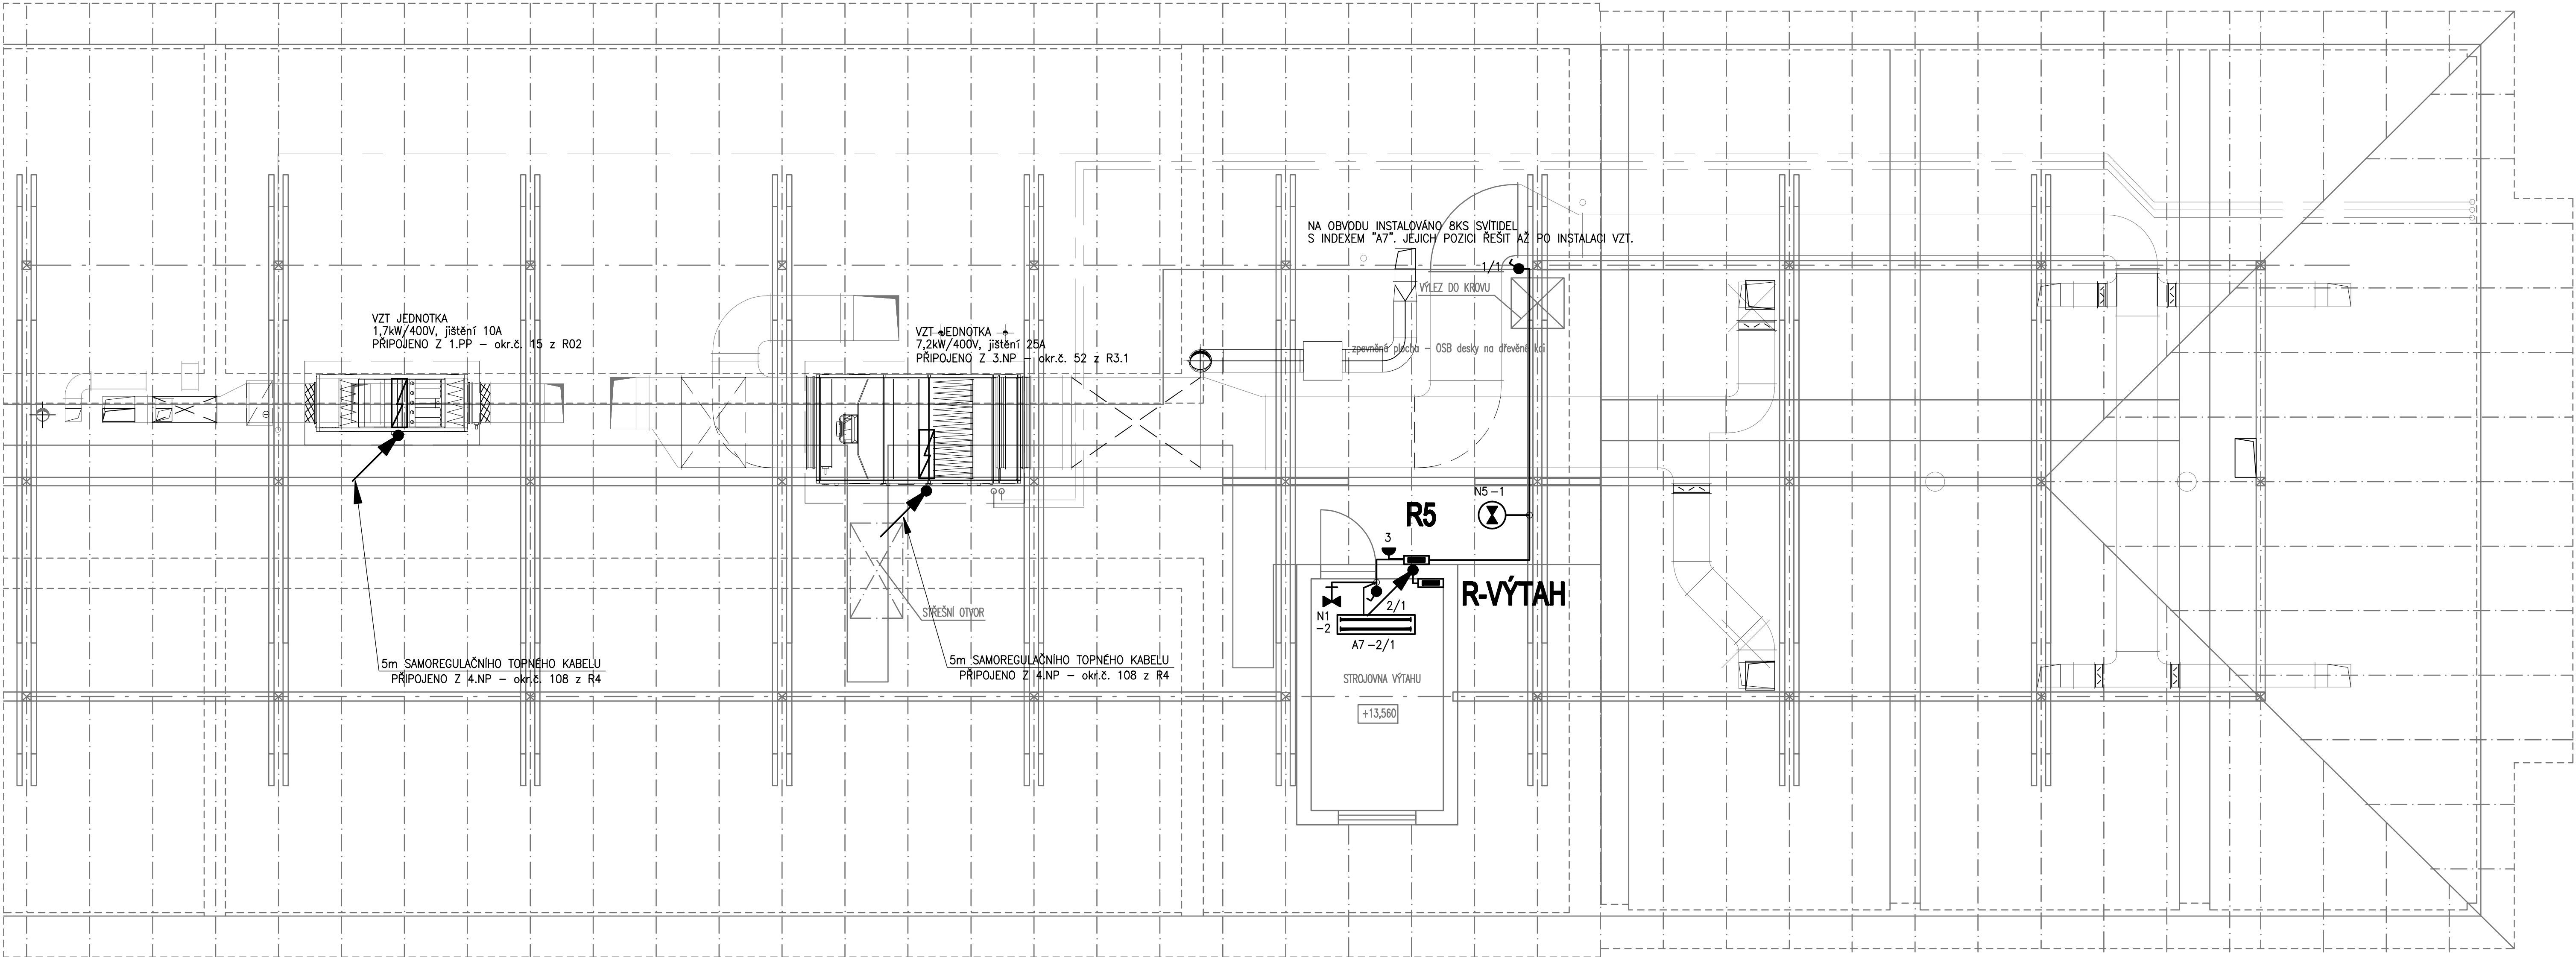 NA OBVODU INSTALOVÁNO 8KS SVÍTIDEL
S INDEXEM "A7". JEJICH POZICI ŘEŠIT AŽ PO INSTALACI VZT.
1/1
VÝLEZ DO KROVU
VZT JEDNOTKA
1,7kW/400V, jištění 10A
PŘIPOJENO Z 1.PP – okr.č. 15 z R02
VZT JEDNOTKA
7,2kW/400V, jištění 25A
PŘIPOJENO Z 3.NP – okr.č. 52 z R3.1
zpevněná plocha – OSB desky na dřevěné kci
N5-1
R5
3
R-VÝTAH
2/1
N1
-2
A7-2/1
STŘEŠNÍ OTVOR
5m SAMOREGULAČNÍHO TOPNÉHO KABELU
PŘIPOJENO Z 4.NP – okr.č. 108 z R4
5m SAMOREGULAČNÍHO TOPNÉHO KABELU
PŘIPOJENO Z 4.NP – okr.č. 108 z R4
STROJOVNA VÝTAHU
+13,560